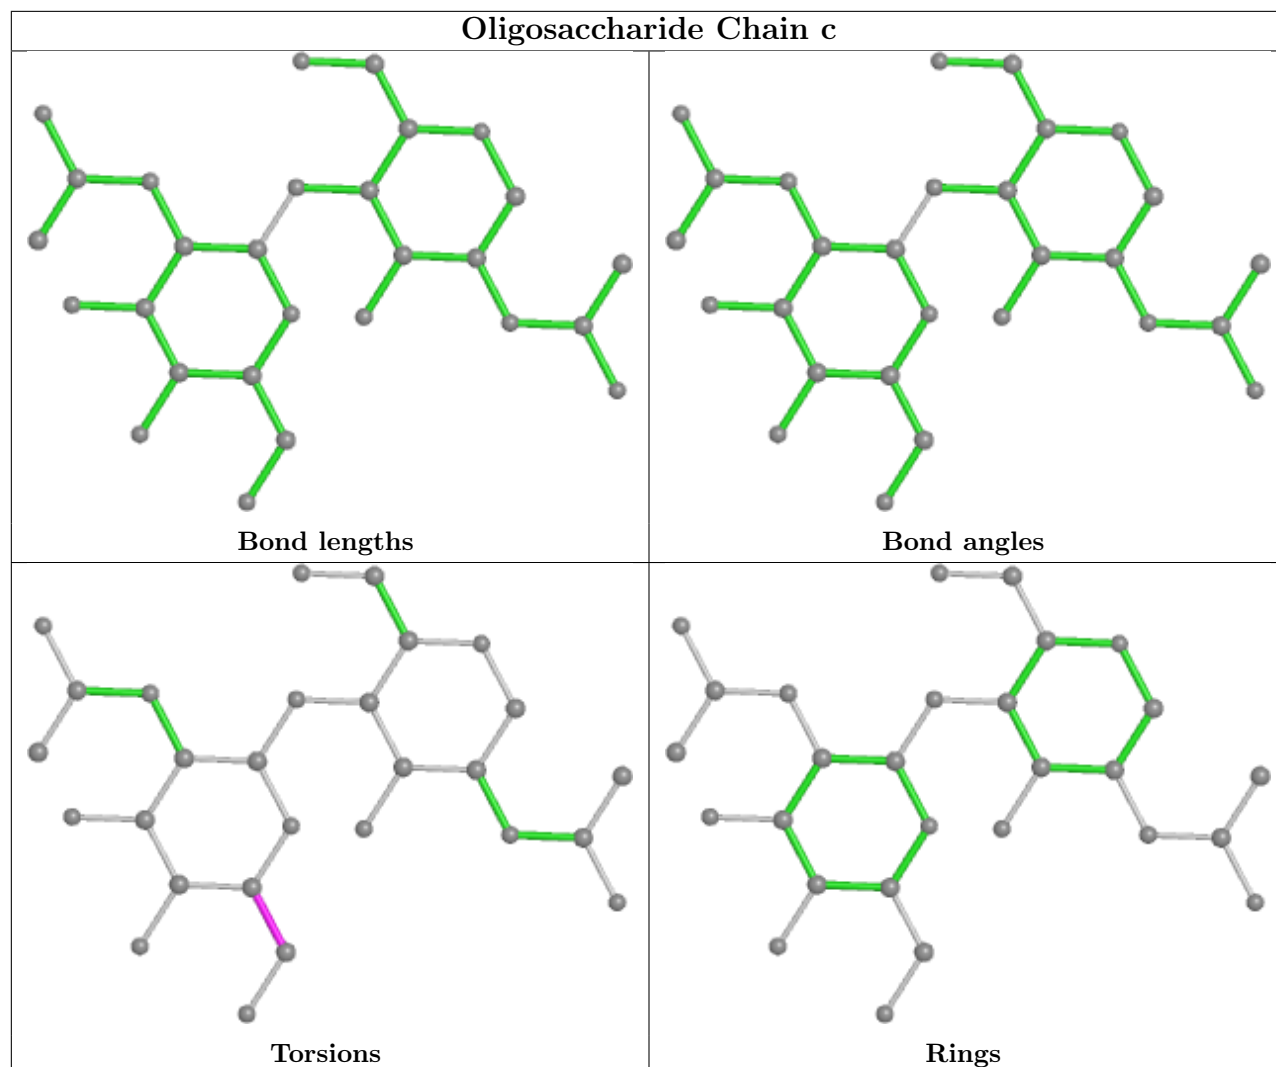 Oligosaccharide Chain c
Bond lengths
Bond angles
Torsions
Rings